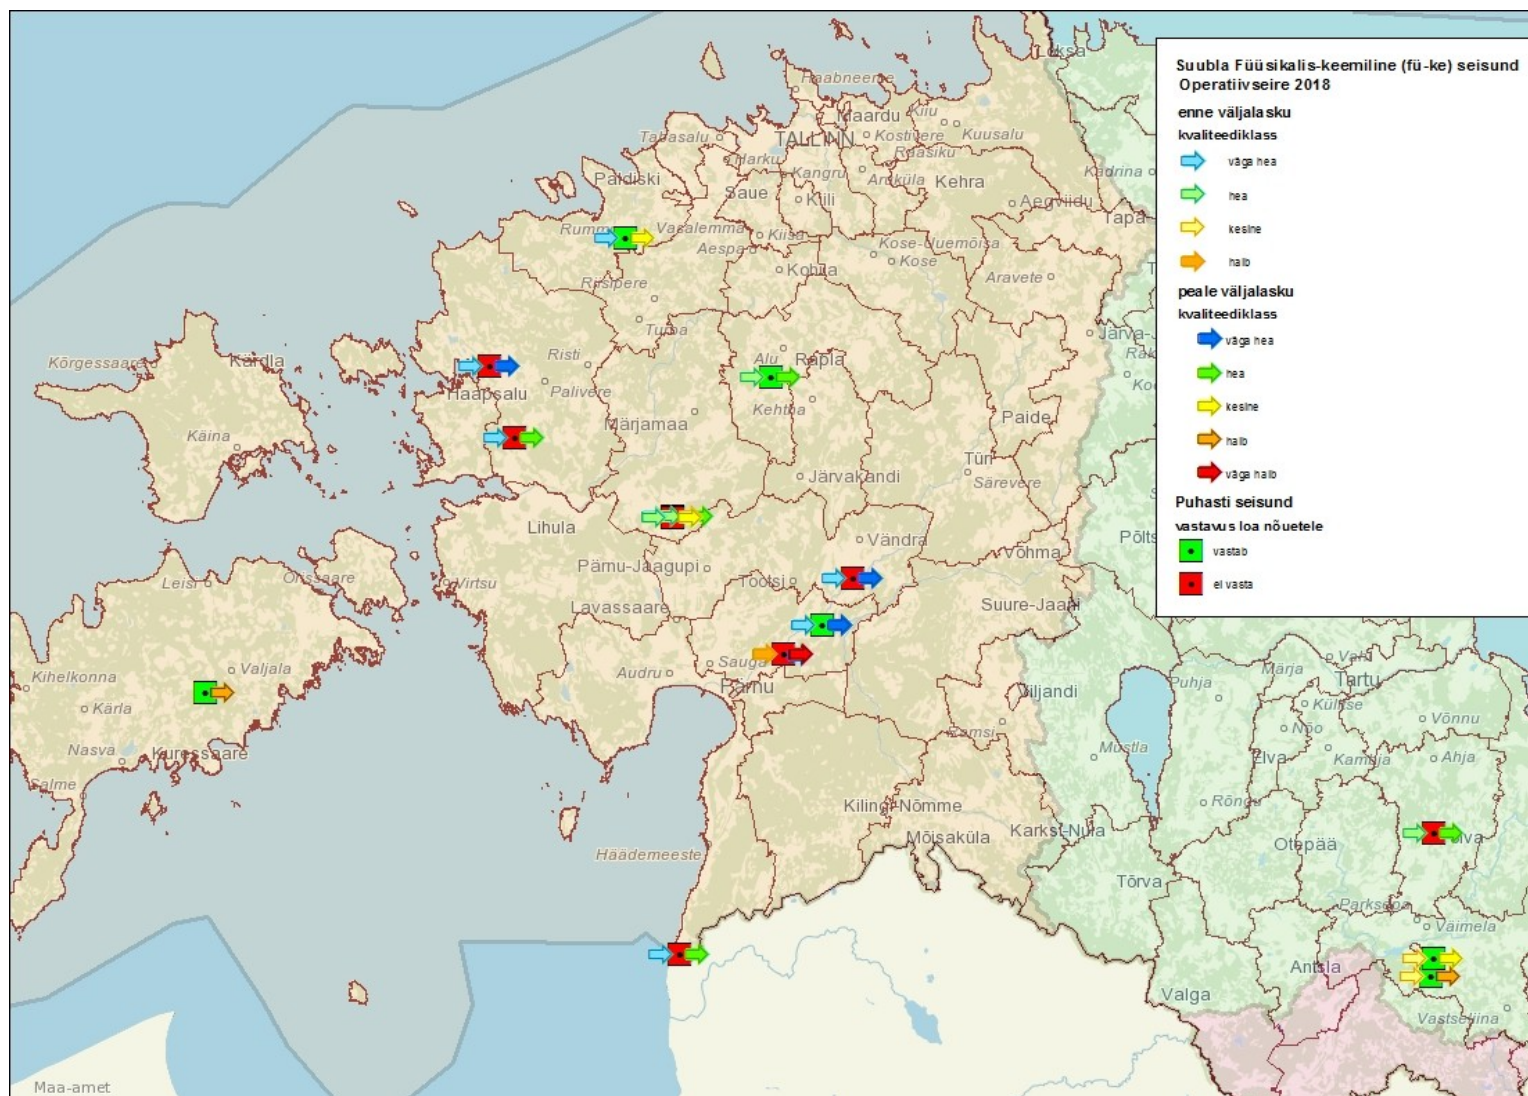 Suubla Füüsikalis-keemiline (fü-ke) seisund
Operatiivseire 2018
enne väljalasku
kvaliteediklass
väga hea
hea
kesine
halb
peale väljalasku
kvaliteediklass
väga hea
hea
kesine
halb
väga halb
Puhasti seisund
vastavus loa nõuetele
vastab
ei vasta
Loksa
Haabneeme
Maardu
Kiiu
Kuusalu
Tabasalu
TALLINN
Kostivere
Raasiku
Harku
Kangru
Aruküla
Kehra
Kadrina
Paldiski
Saue
Kiili
Aegviidu
Tapa
Rumm
Vasalemma
Kiisa
Aespa
Kose-Uuemõisa
Kose
Kohila
Aravete
Riisipere
Turba
Järva-J
Kõrgessaare
Kärdla
Risti
Alu
Rapla
Haapsalu
Palivere
Kehtna
Käina
Märjamaa
Paide
Türi
Särevere
Järvakandi
Lihula
Vändra
Võhma
Põlts
Leisi
Orissaare
Virtsu
Pärnu-Jaagupi
Tootsi
Lavassaare
Suure-Jaani
Kihelkonna
Valjala
Audru
Sauga
Pärnu
Viljandi
Märja
Vahi
Puhja
Tartu
Külitse
Kärla
Nõo
Võnnu
Nasva
Kuressaare
Ramsi
Mustla
Elva
Kambja
Ahja
Salme
Rõngu
Kilingi-Nõmme
Mõisaküla
Karksi-Nuia
Otepää
Häädemeeste
Tõrva
Parksepa
Väimela
Antsla
Valga
Vastseliina
Maa-amet